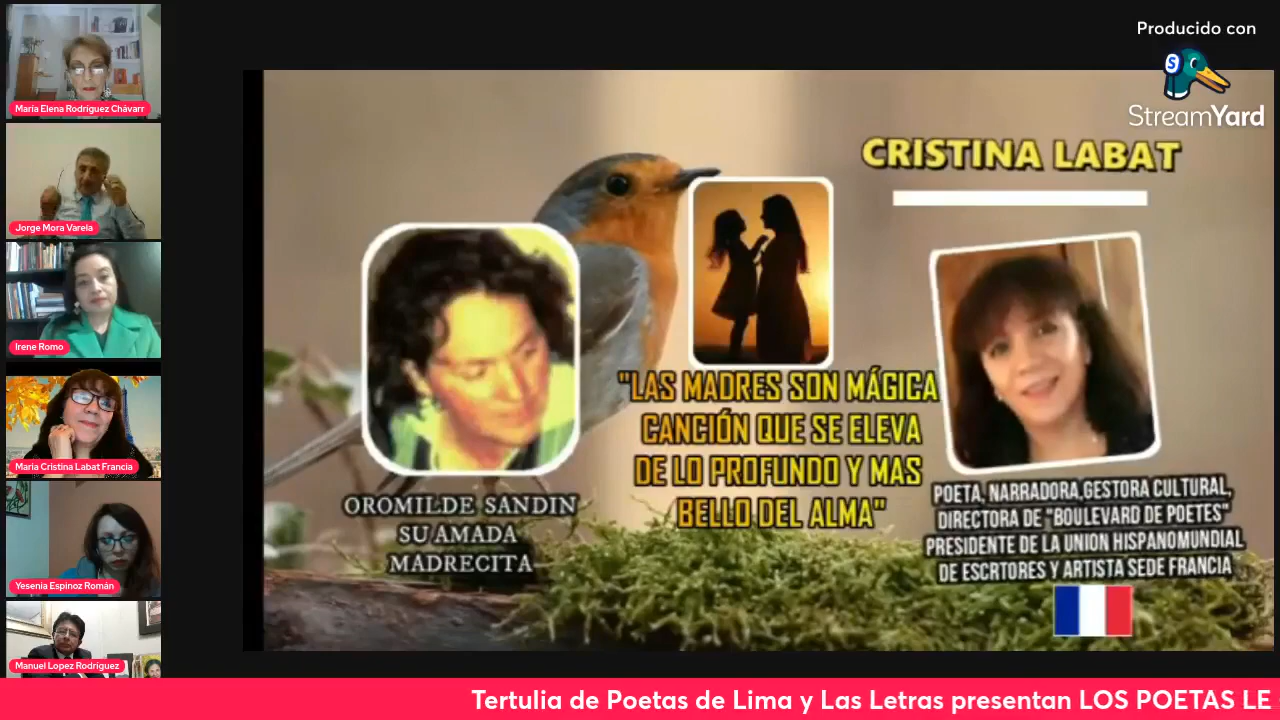 Producido con
StreamYard
María Elena Rodríguez Chávarr
Jorge Mora Varela
Irene Romo
Maria Cristina Labat Francia
Yesenia Espinoz Román
Manuel Lopez Rodríguez
CRISTINA LABAT
"LAS MADRES SON MÁGICA
CANCIÓN QUE SE ELEVA
DE LO PROFUNDO Y MAS
BELLO DEL ALMA"
OROMILDE SANDIN
SU AMADA
MADRECITA
POETA, NARRADORA,GESTORA CULTURAL,
DIRECTORA DE "BOULEVARD DE POETES"
PRESIDENTE DE LA UNION HISPANOMUNDIAL
DE ESCRTORES Y ARTISTA SEDE FRANCIA
Tertulia de Poetas de Lima y Las Letras presentan LOS POETAS LE